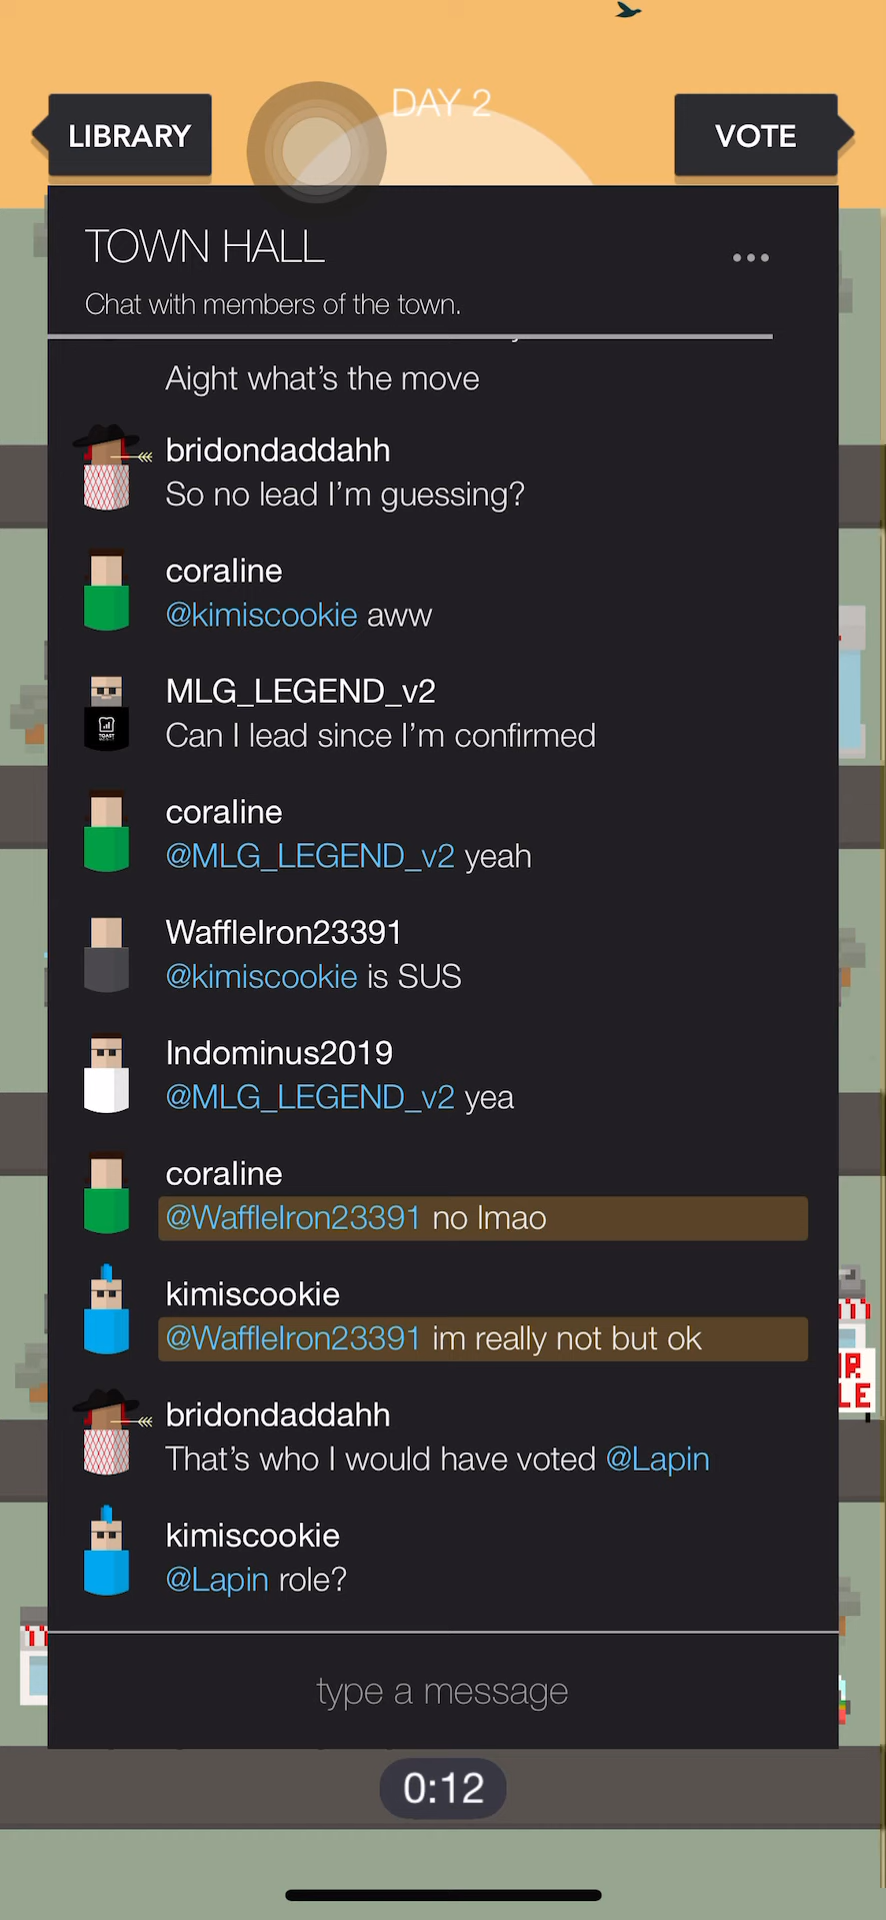 DAY 2
LIBRARY
VOTE
TOWN HALL
Chat with members of the town.
Aight what's the move
bridondaddahh
So no lead I'm guessing?
coraline
@kimiscookie aww
MLG_LEGEND_v2
Can I lead since I'm confirmed
coraline
@MLG_LEGEND_v2 yeah
WaffleIron23391
@kimiscookie is SUS
Indominus2019
@MLG_LEGEND_v2 yea
coraline
@WaffleIron23391 no lmao
kimiscookie
@WaffleIron23391 im really not but ok
bridondaddahh
That's who I would have voted @Lapin
kimiscookie
@Lapin role?
type a message
0:12